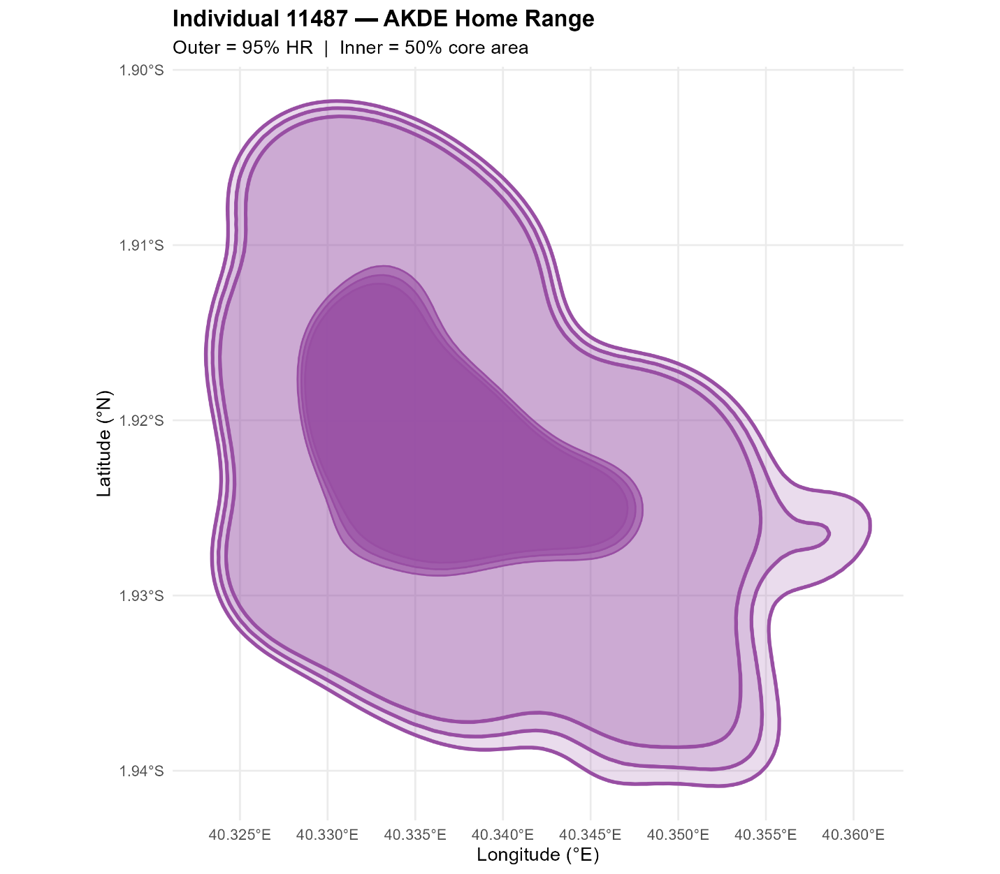 Individual 11487 — AKDE Home Range
Outer = 95% HR | Inner = 50% core area
1.90°S
1.91°S
1.92°S
1.93°S
1.94°S
Latitude (°N)
40.325°E 40.330°E 40.335°E 40.340°E 40.345°E 40.350°E 40.355°E 40.360°E
Longitude (°E)